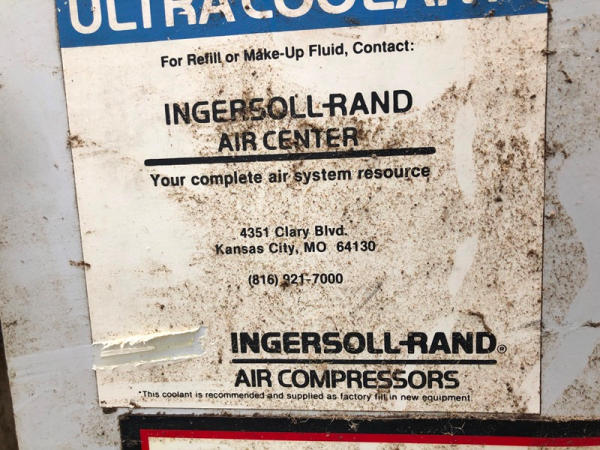 ULTRA COOLANT
For Refill or Make-Up Fluid, Contact:
INGERSOLL-RAND
AIR CENTER
Your complete air system resource
4351 Clary Blvd.
Kansas City, MO 64130
(816) 921-7000
INGERSOLL-RAND®
AIR COMPRESSORS
*This coolant is recommended and supplied as factory fill in new equipment